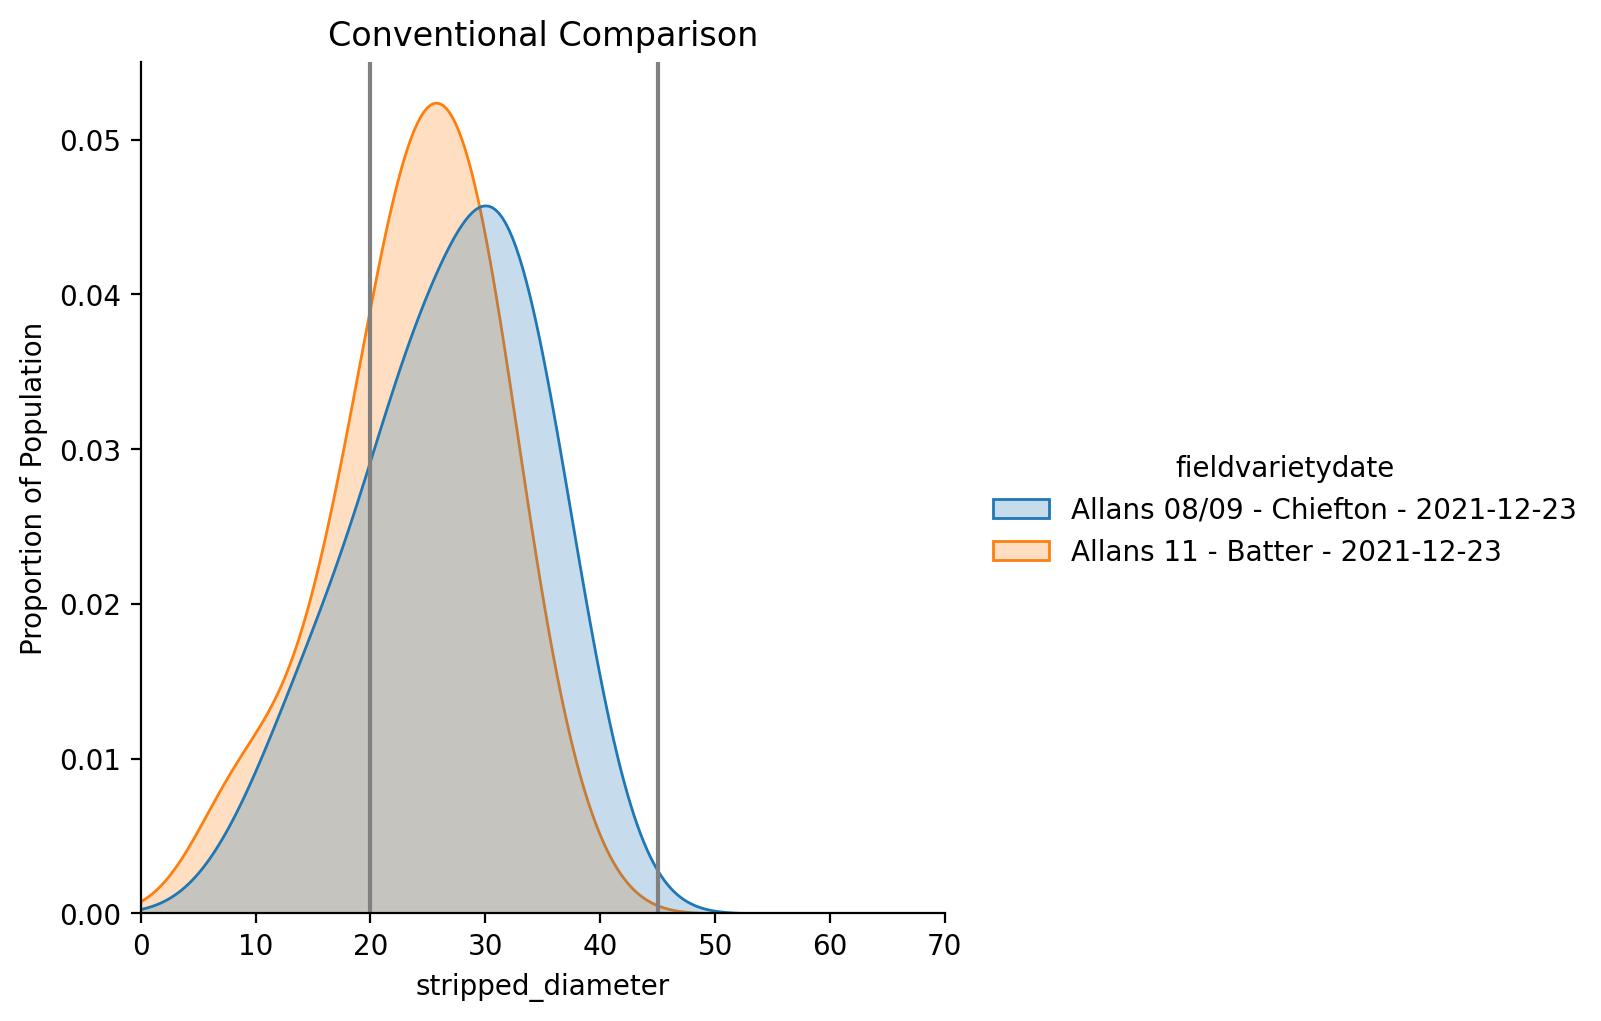 Conventional Comparison
0.05
0.04
0.03
0.02
0.01
0.00
Proportion of Population
0 10 20 30 40 50 60 70
stripped_diameter
fieldvarietydate
Allans 08/09 - Chiefton - 2021-12-23
Allans 11 - Batter - 2021-12-23